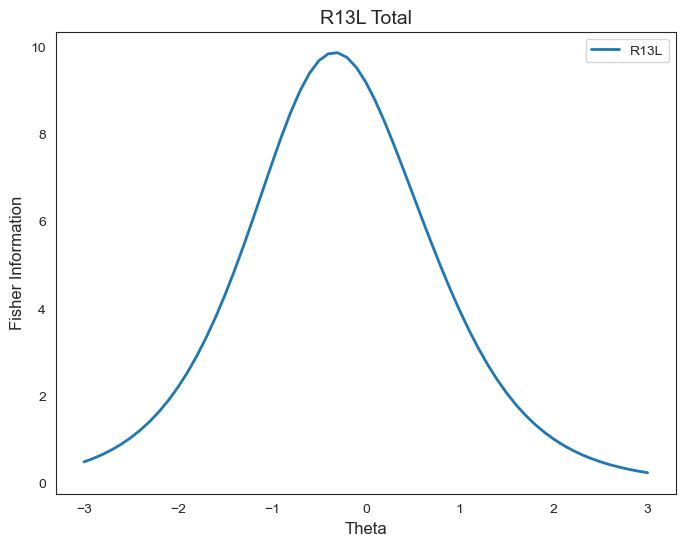 R13L Total
R13L
Fisher Information
10
8
6
4
2
0
−3 −2 −1 0 1 2 3
Theta